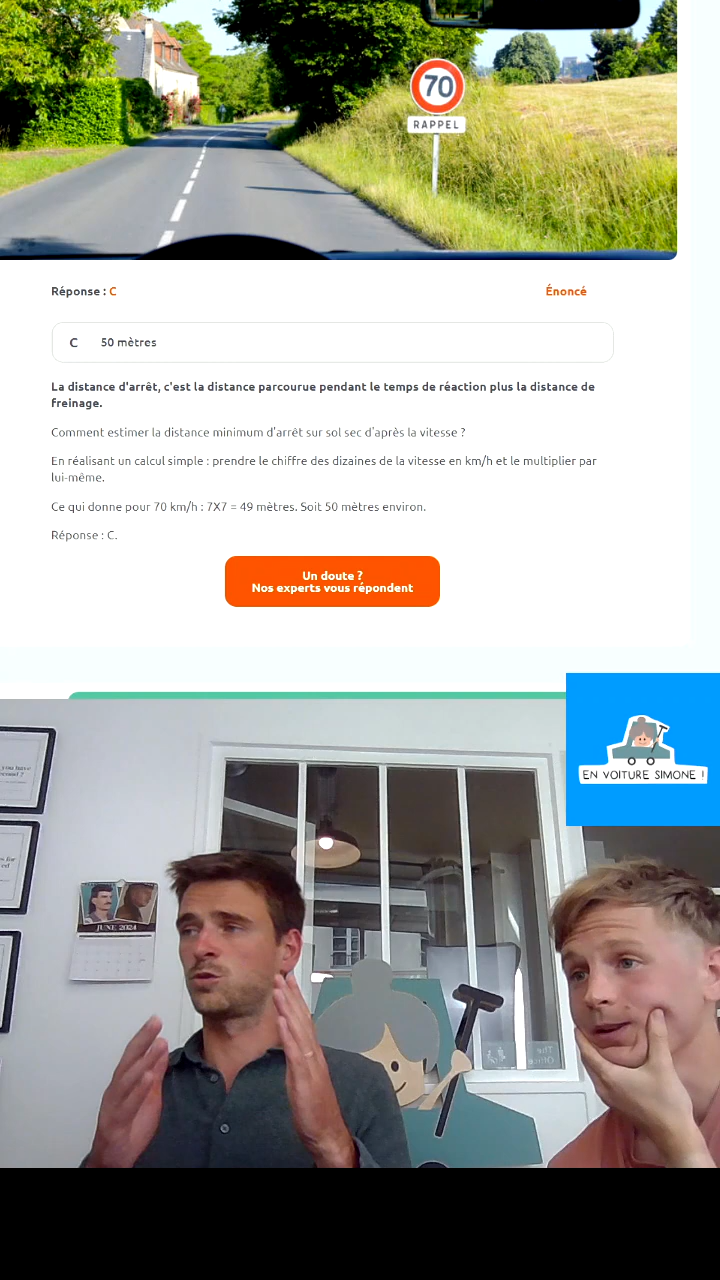 70
RAPPEL
Réponse : C
Énoncé
C 50 mètres
La distance d'arrêt, c'est la distance parcourue pendant le temps de réaction plus la distance de
freinage.
Comment estimer la distance minimum d'arrêt sur sol sec d'après la vitesse ?
En réalisant un calcul simple : prendre le chiffre des dizaines de la vitesse en km/h et le multiplier par
lui-même.
Ce qui donne pour 70 km/h : 7X7 = 49 mètres. Soit 50 mètres environ.
Réponse : C.
Un doute ?
Nos experts vous répondent
EN VOITURE SIMONE !
JUNE 2024
The
Office